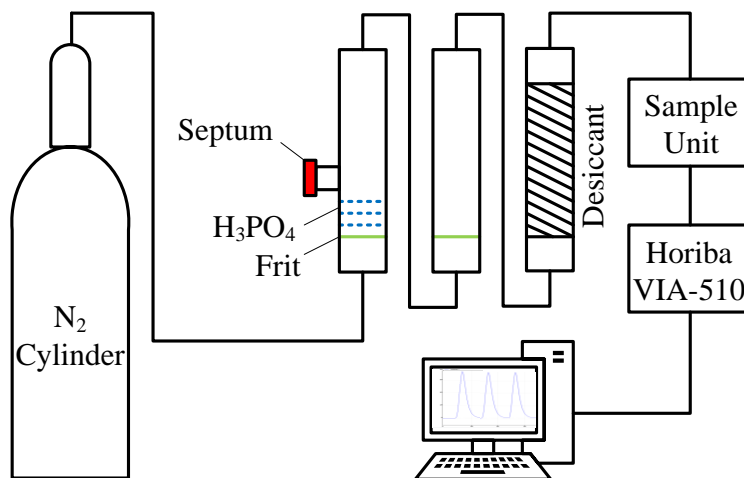 Septum
H₃PO₄
Frit
N₂
Cylinder
Desiccant
Sample
Unit
Horiba
VIA-510